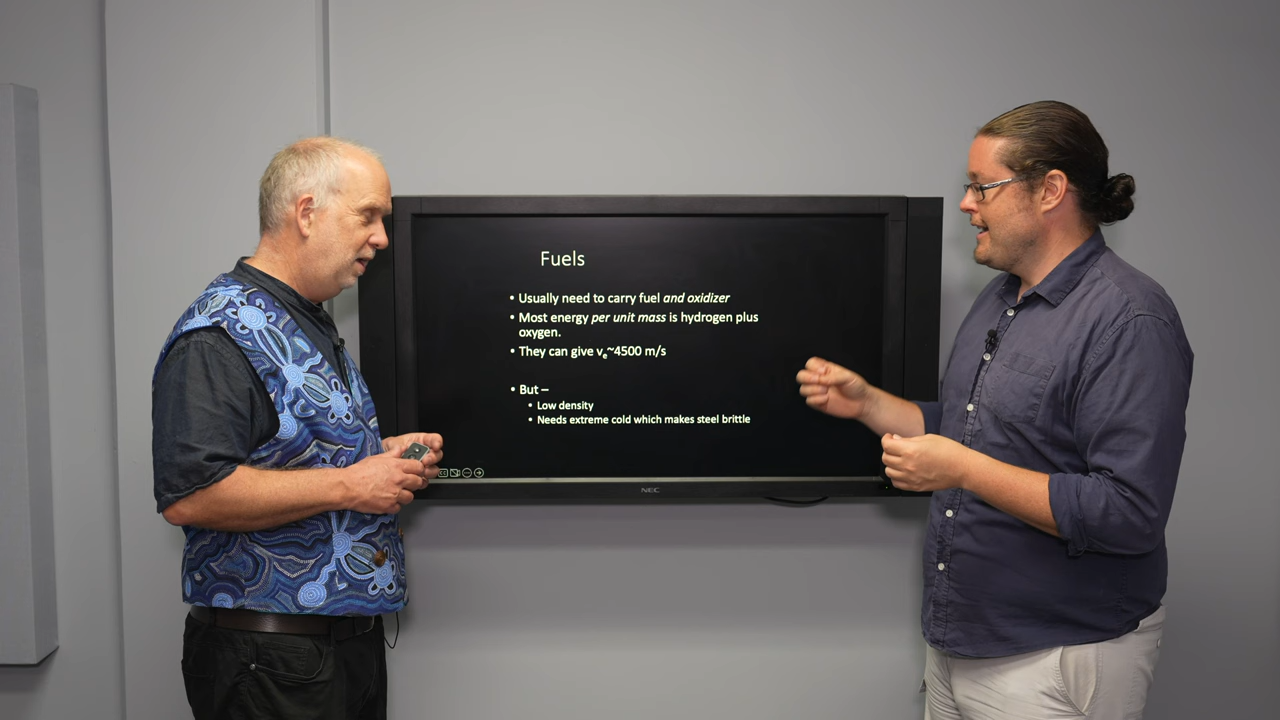 Fuels
• Usually need to carry fuel and oxidizer
• Most energy per unit mass is hydrogen plus
oxygen.
• They can give ve~4500 m/s
• But –
• Low density
• Needs extreme cold which makes steel brittle
NEC